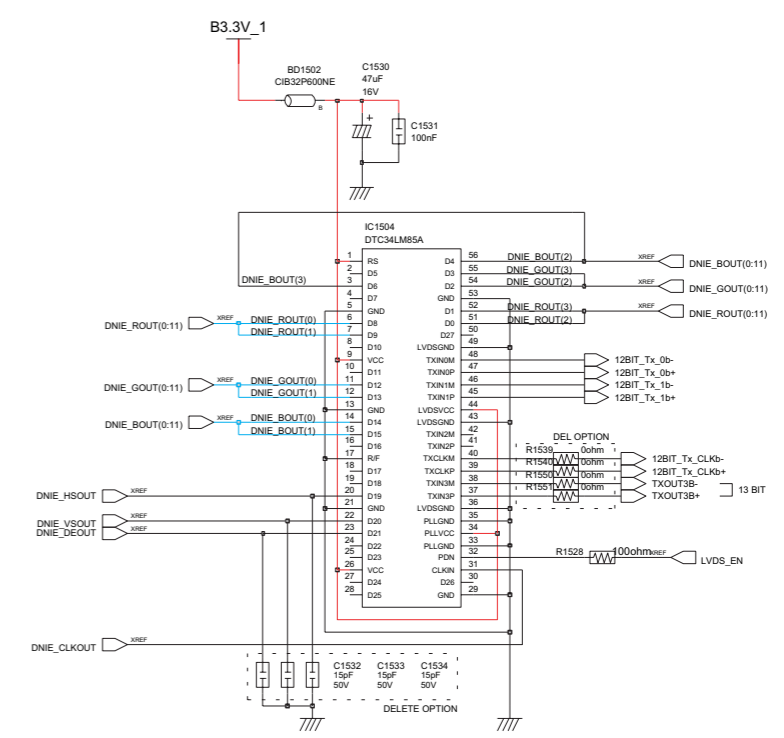 B3.3V_1
BD1502
CIB32P600NE
B
C1530
47uF
16V
+
C1531
100nF
IC1504
DTC34LM85A
1 RS D4 56 DNIE_BOUT(2) XREF DNIE_BOUT(0:11)
2 D5 D3 55 DNIE_GOUT(3)
DNIE_BOUT(3) 3 D6 D2 54 DNIE_GOUT(2) XREF DNIE_GOUT(0:11)
4 D7 GND 53
5 GND D1 52 DNIE_ROUT(3) XREF DNIE_ROUT(0:11)
DNIE_ROUT(0:11) XREF DNIE_ROUT(0) 6 D8 D0 51 DNIE_ROUT(2)
DNIE_ROUT(1) 7 D9 D27 50
8 D10 LVDSGND 49
9 VCC TXIN0M 48 12BIT_Tx_0b-
10 D11 TXIN0P 47 12BIT_Tx_0b+
DNIE_GOUT(0:11) XREF DNIE_GOUT(0) 11 D12 TXIN1M 46 12BIT_Tx_1b-
DNIE_GOUT(1) 12 D13 TXIN1P 45 12BIT_Tx_1b+
13 GND LVDSVCC 44
DNIE_BOUT(0:11) XREF DNIE_BOUT(0) 14 D14 LVDSGND 43
DNIE_BOUT(1) 15 D15 TXIN2M 42
16 D16 TXIN2P 41
DEL OPTION
17 R/F TXCLKM 40 R1539 0ohm 12BIT_Tx_CLKb-
18 D17 TXCLKP 39 R1540 0ohm 12BIT_Tx_CLKb+
19 D18 TXIN3M 38 R1550 0ohm TXOUT3B-
DNIE_HSOUT XREF 20 D19 TXIN3P 37 R1551 0ohm TXOUT3B+
13 BIT
21 GND LVDSGND 36
DNIE_VSOUT XREF 22 D20 PLLGND 35
DNIE_DEOUT XREF 23 D21 PLLVCC 34
24 D22 PLLGND 33
25 D23 PDN 32 R1528 100ohm XREF LVDS_EN
26 VCC CLKIN 31
27 D24 D26 30
28 D25 GND 29
DNIE_CLKOUT XREF
C1532 C1533 C1534
15pF 15pF 15pF
50V 50V 50V
DELETE OPTION